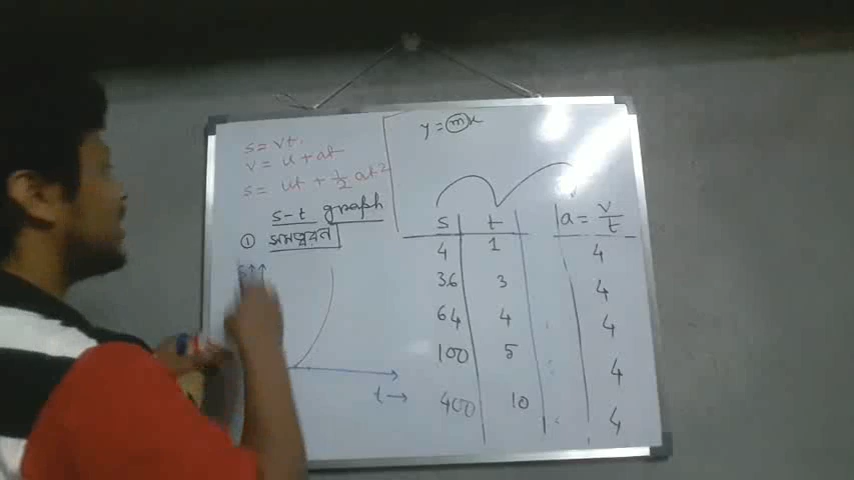 s = vt.
v = u + at
s = ut + ½ at²
s-t graph
① সমত্বরন
s ↑
t →
y = mx
s t a = v/t
4 1 4
36 3 4
64 4 4
100 5 4
400 10 4